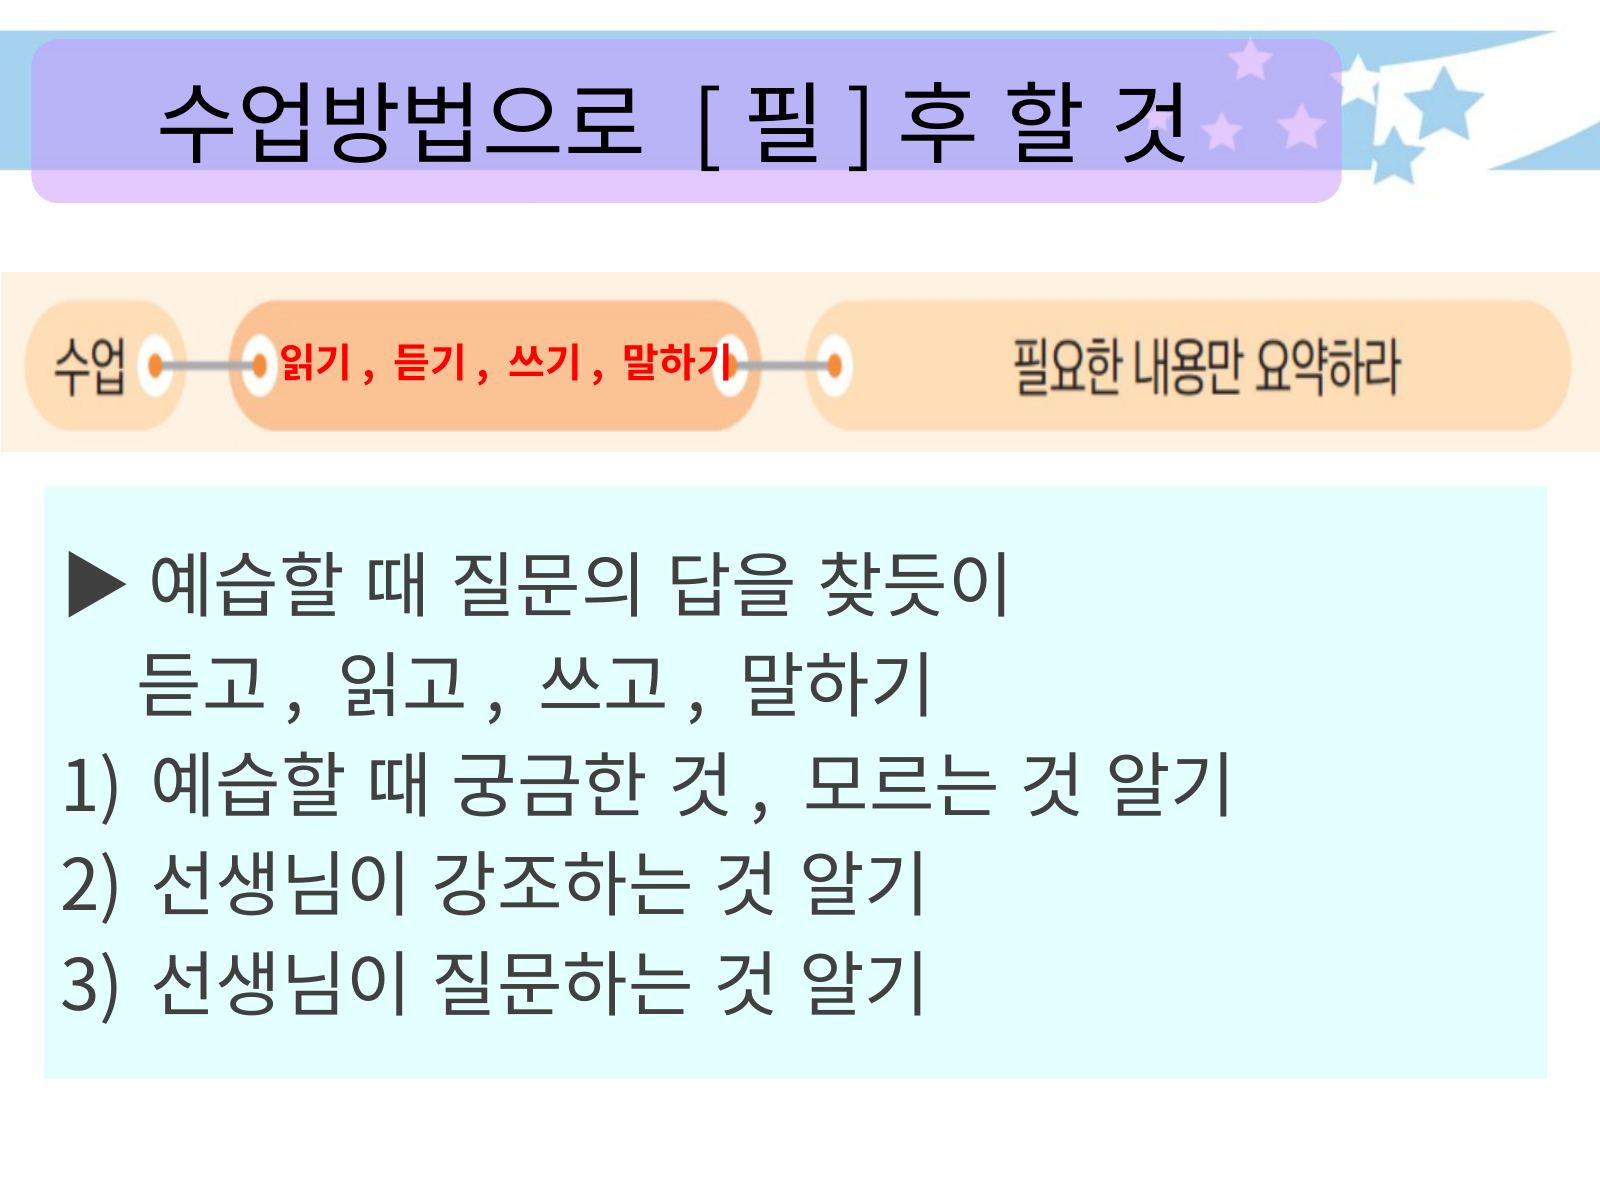 수업방법으로 [ 필 ] 후 할 것
수업 읽기 , 듣기 , 쓰기 , 말하기 필요한 내용만 요약하라
▶ 예습할 때 질문의 답을 찾듯이
듣고 , 읽고 , 쓰고 , 말하기
1) 예습할 때 궁금한 것 , 모르는 것 알기
2) 선생님이 강조하는 것 알기
3) 선생님이 질문하는 것 알기